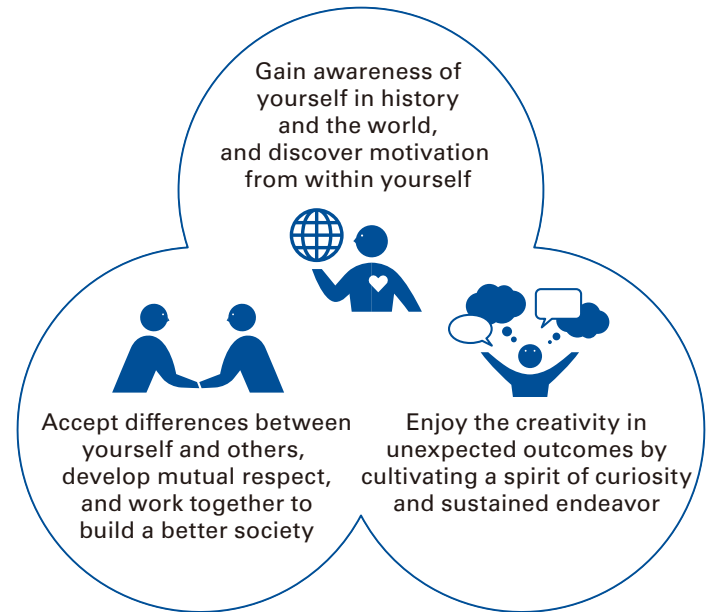 Gain awareness of
yourself in history
and the world,
and discover motivation
from within yourself
Accept differences between
yourself and others,
develop mutual respect,
and work together to
build a better society
Enjoy the creativity in
unexpected outcomes by
cultivating a spirit of curiosity
and sustained endeavor